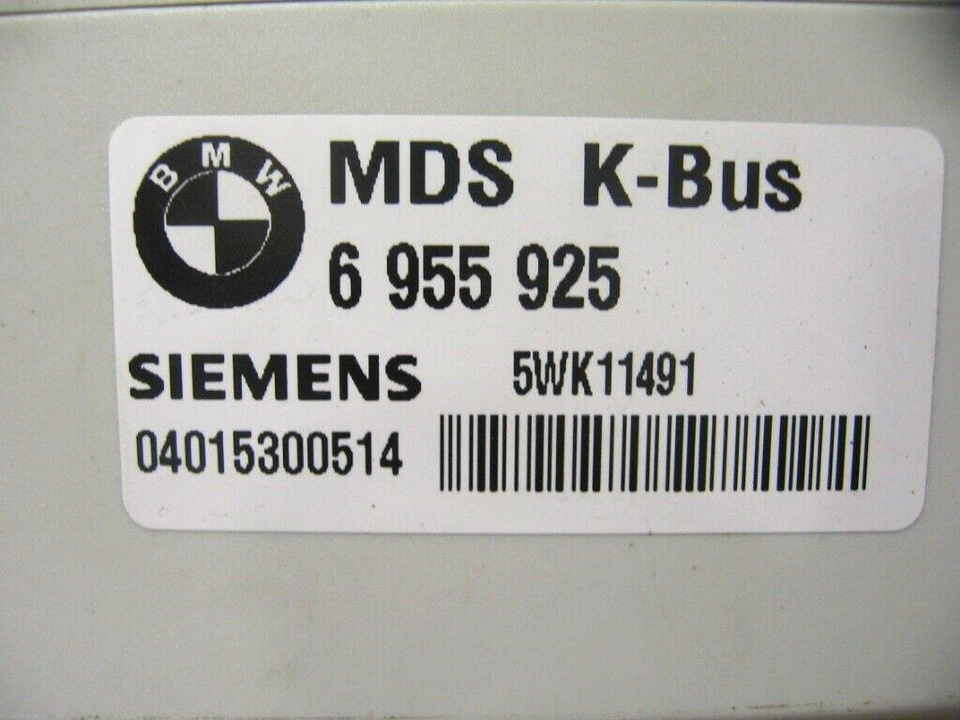 BMW
MDS K-Bus
6 955 925
SIEMENS 5WK11491
04015300514